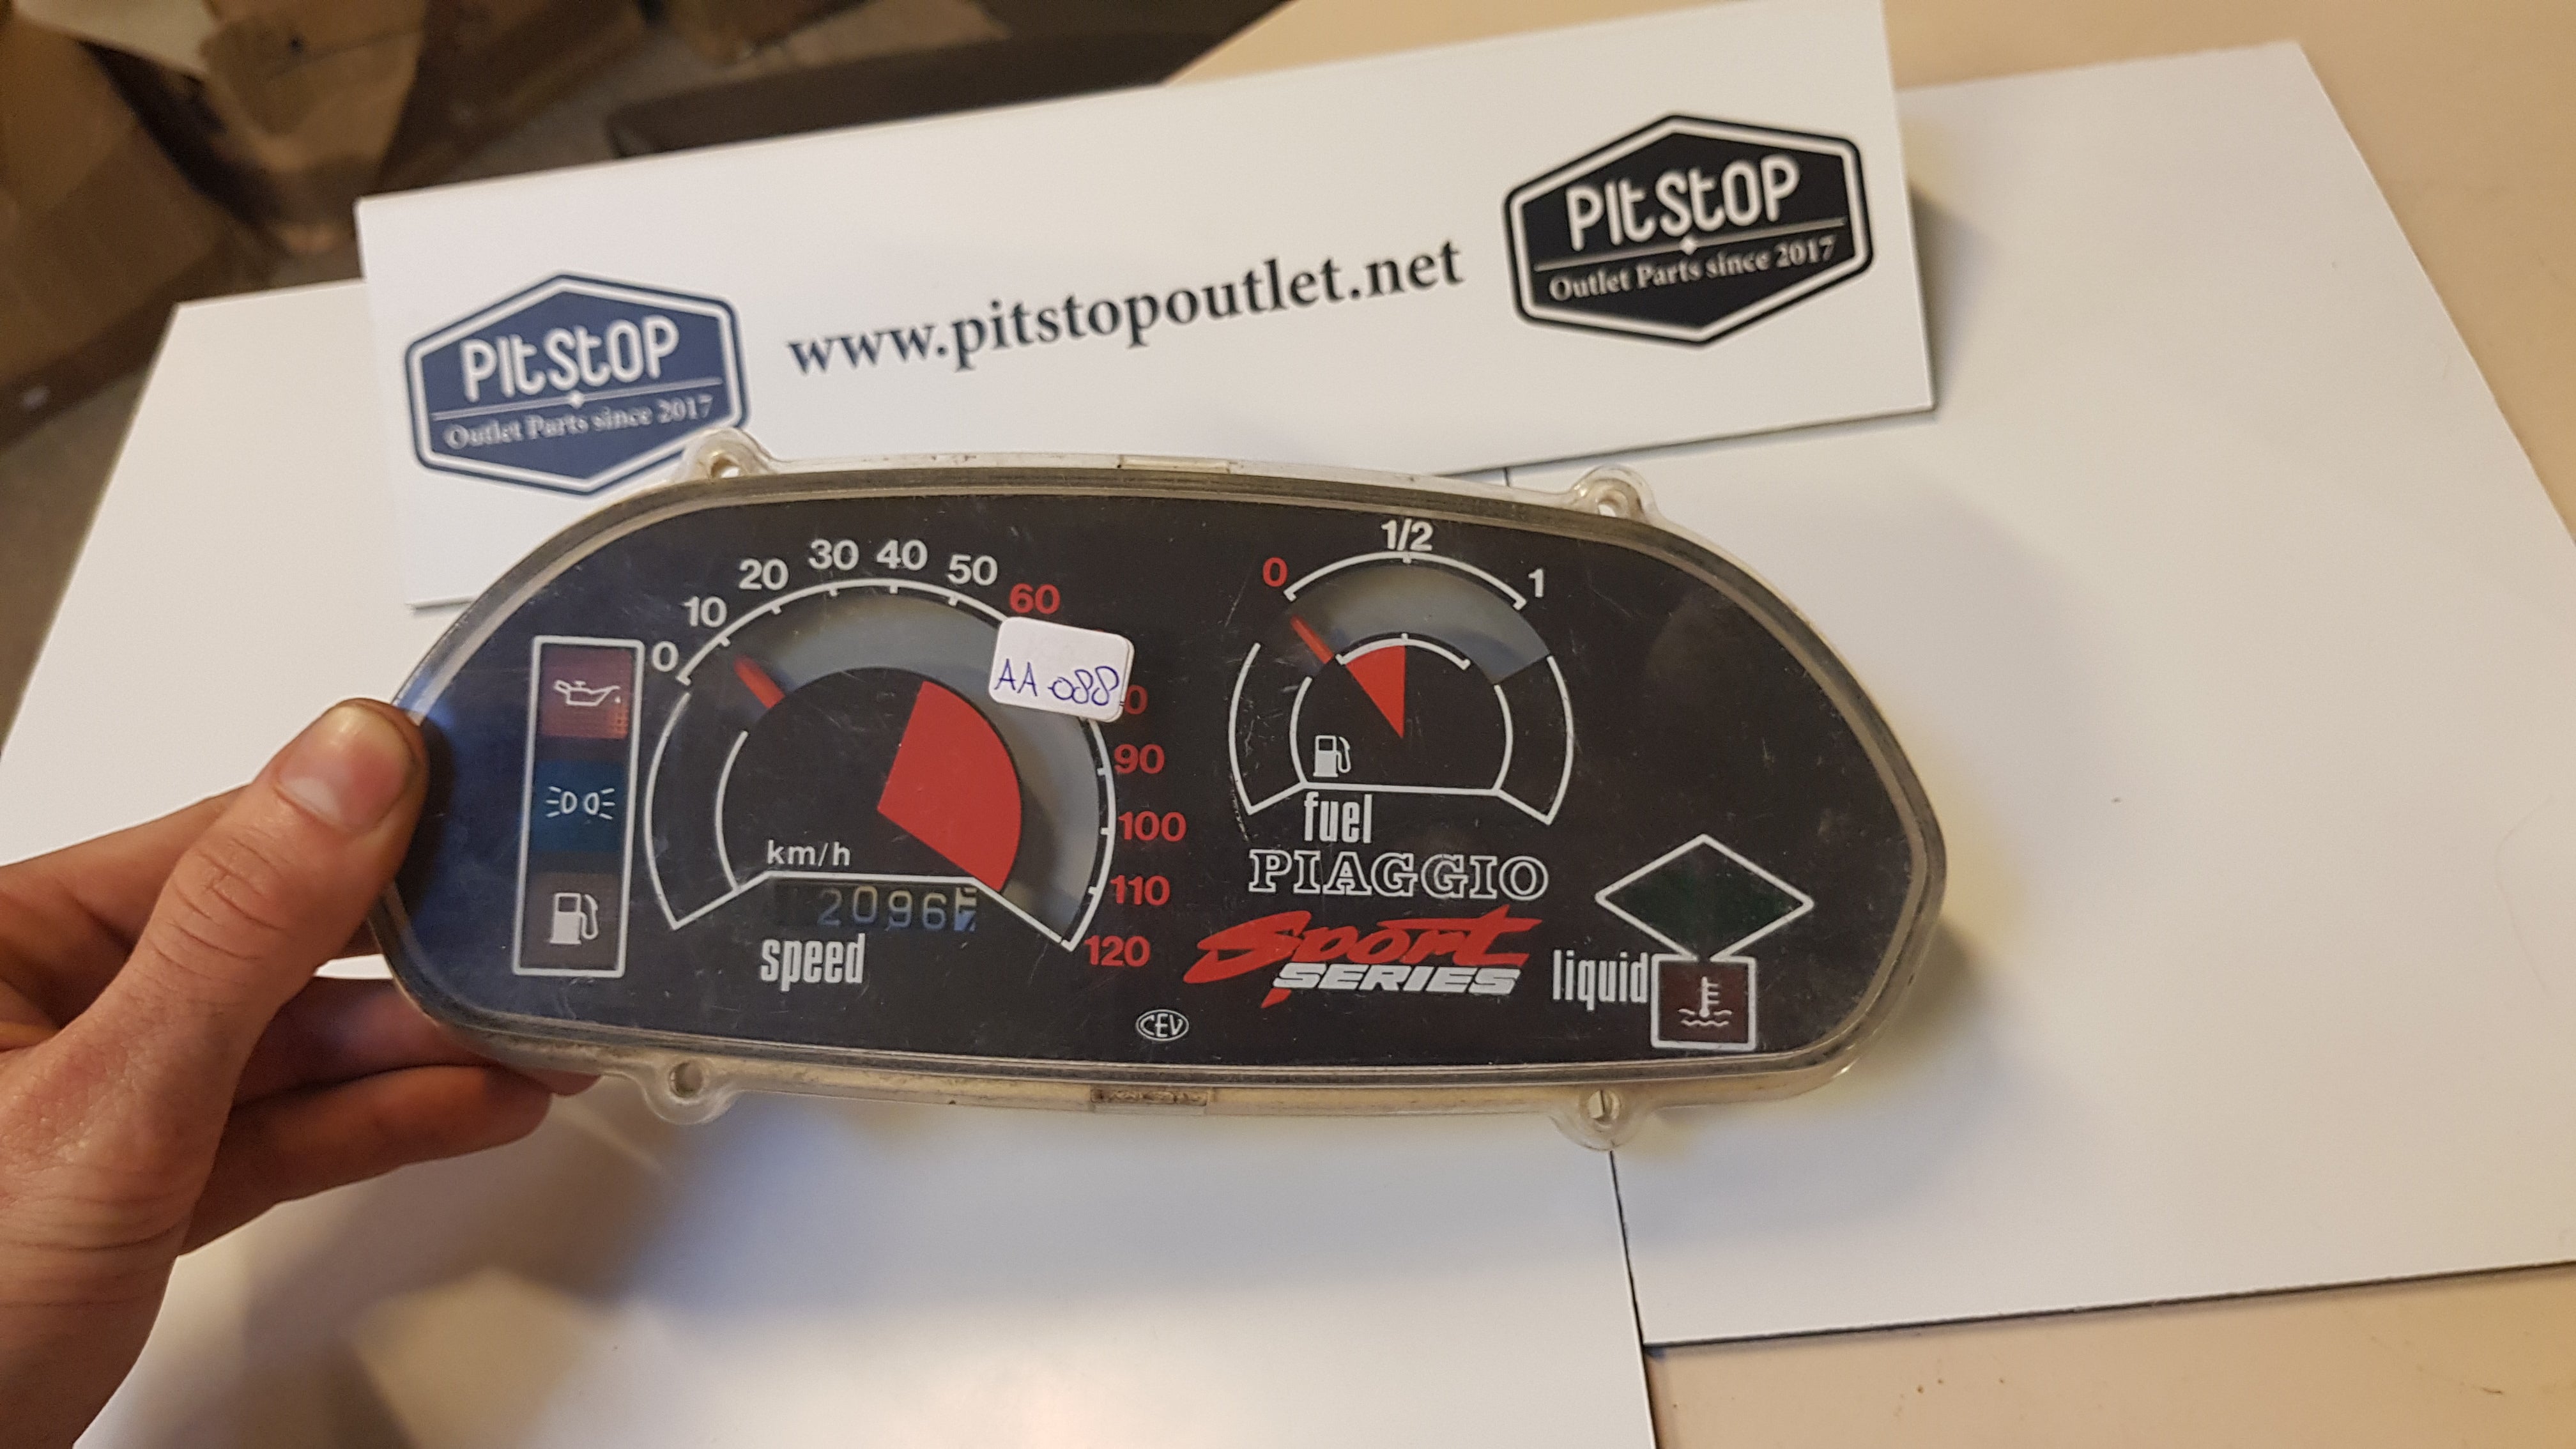 PitStOP
Outlet Parts since 2017
www.pitstopoutlet.net
PitStOP
Outlet Parts since 2017
0
10
20
30
40
50
60
AA-088
0
90
100
110
120
km/h
2096
speed
0
1/2
1
fuel
PIAGGIO
Sport
SERIES
liquid
CEV